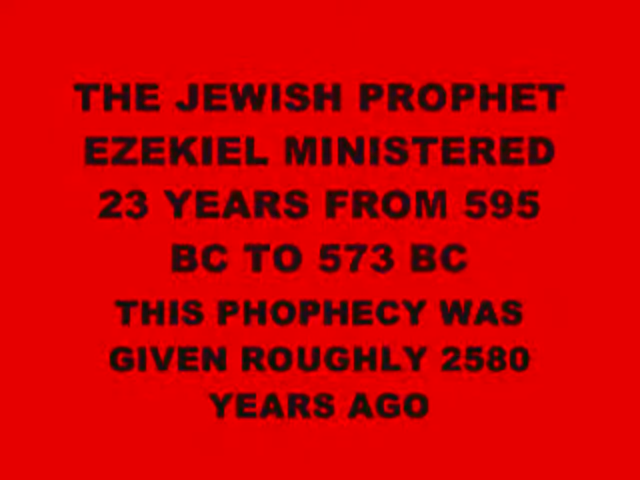 THE JEWISH PROPHET
EZEKIEL MINISTERED
23 YEARS FROM 595
BC TO 573 BC
THIS PHOPHECY WAS
GIVEN ROUGHLY 2580
YEARS AGO